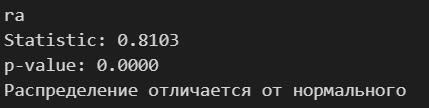 ra
Statistic: 0.8103
p-value: 0.0000
Распределение отличается от нормального